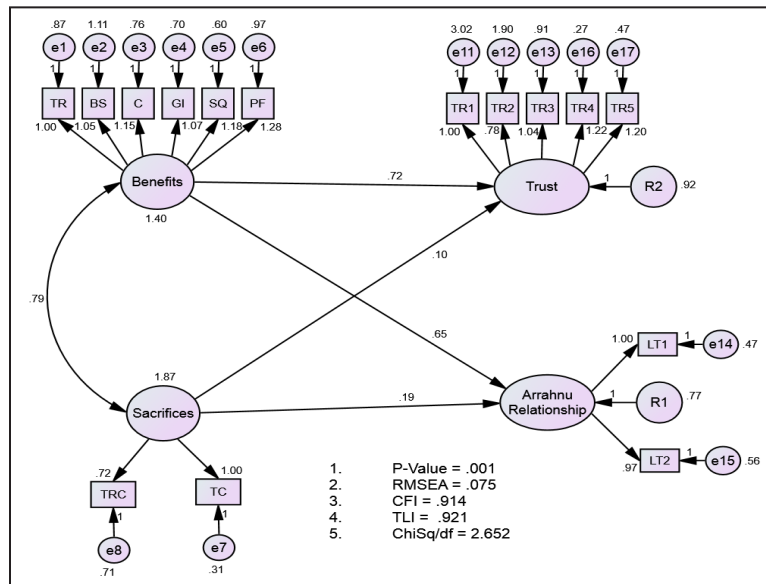 .87 1.11 .76 .70 .60 .97
e1 e2 e3 e4 e5 e6
1 1 1 1 1 1
TR BS C GI SQ PF
1.00 1.05 1.15 1.07 1.18 1.28
Benefits
1.40
3.02 1.90 .91 .27 .47
e11 e12 e13 e16 e17
1 1 1 1 1
TR1 TR2 TR3 TR4 TR5
1.00 .78 1.04 1.22 1.20
Trust
1
R2
.92
.72
.10
.79
.65
.19
1.87
Sacrifices
.72 1.00
TRC TC
1 1
e8 e7
.71 .31
Arrahnu
Relationship
1.00
LT1
1
e14
.47
1
R1
.77
.97
LT2
1
e15
.56
1. P-Value = .001
2. RMSEA = .075
3. CFI = .914
4. TLI = .921
5. ChiSq/df = 2.652